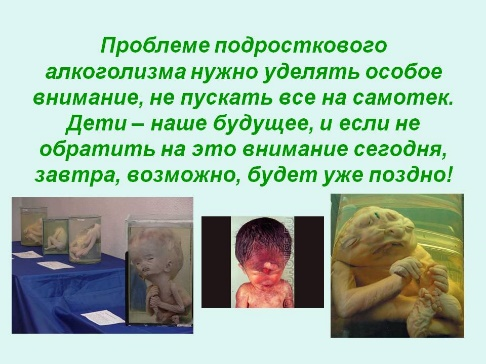 Проблеме подросткового
алкоголизма нужно уделять особое
внимание, не пускать все на самотек.
Дети – наше будущее, и если не
обратить на это внимание сегодня,
завтра, возможно, будет уже поздно!